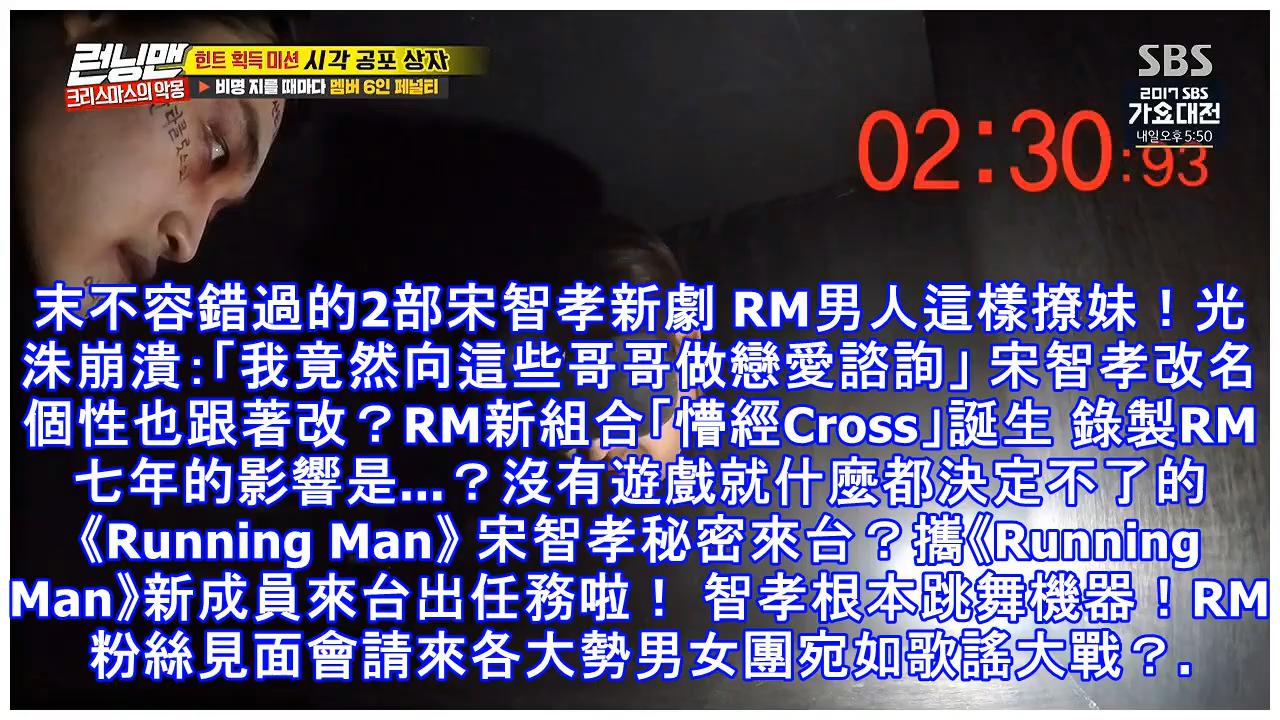 런닝맨
크리스마스의 악몽
힌트 획득 미션 시각 공포 상자
▶ 비명 지를 때마다 멤버 6인 페널티
SBS
2017 SBS
가요대전
내일 오후 5:50
02:30:93
末不容錯過的2部宋智孝新劇 RM男人這樣撩妹！光
洙崩潰:「我竟然向這些哥哥做戀愛諮詢」 宋智孝改名
個性也跟著改？RM新組合「懵經Cross」誕生 錄製RM
七年的影響是...？沒有遊戲就什麼都決定不了的
《Running Man》 宋智孝秘密來台？攜《Running
Man》新成員來台出任務啦！ 智孝根本跳舞機器！RM
粉絲見面會請來各大勢男女團宛如歌謠大戰？.